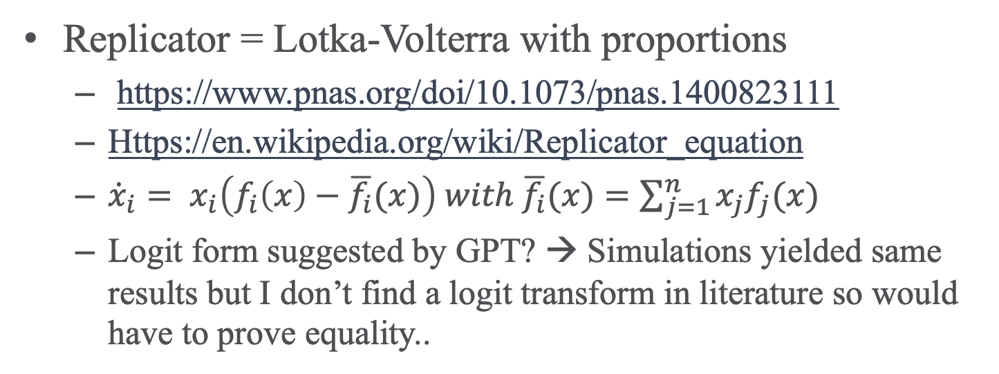 • Replicator = Lotka-Volterra with proportions
– https://www.pnas.org/doi/10.1073/pnas.1400823111
– Https://en.wikipedia.org/wiki/Replicator_equation
– ẋᵢ = xᵢ(fᵢ(x) − f̅ᵢ(x)) with f̅ᵢ(x) = ∑ⁿⱼ₌₁ xⱼfⱼ(x)
– Logit form suggested by GPT? → Simulations yielded same
results but I don’t find a logit transform in literature so would
have to prove equality..